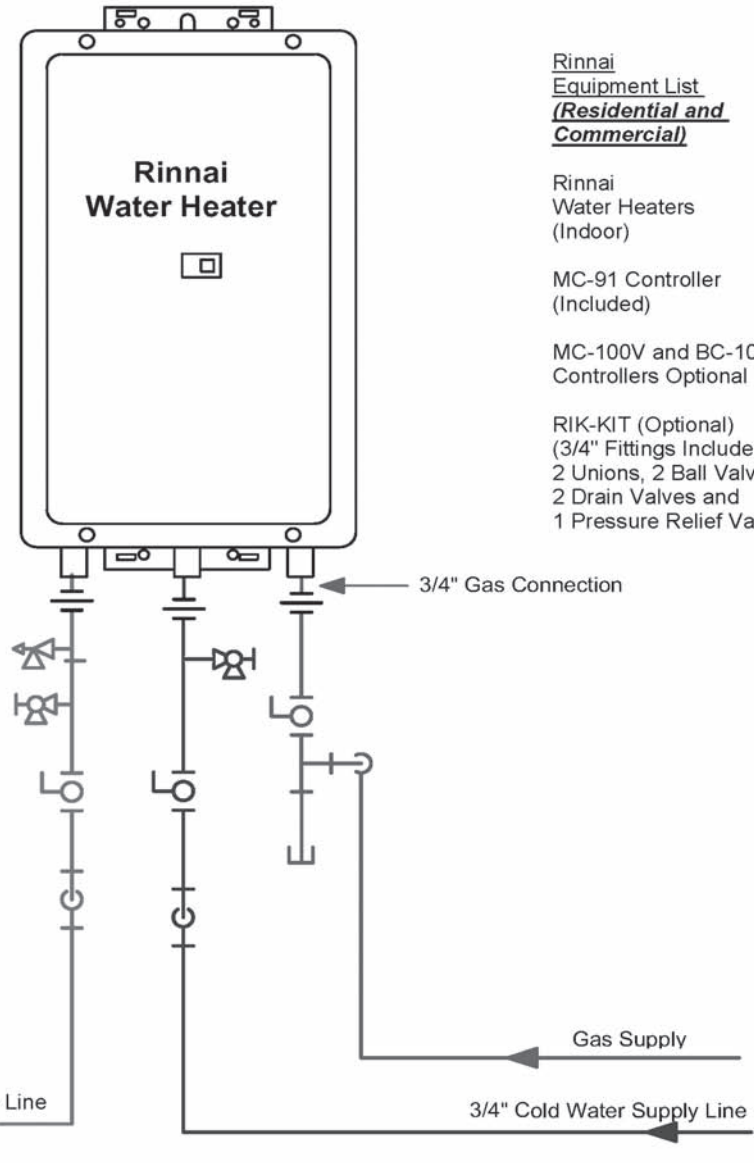 Rinnai
Water Heater
Rinnai
Equipment List
(Residential and
Commercial)
Rinnai
Water Heaters
(Indoor)
MC-91 Controller
(Included)
MC-100V and BC-10
Controllers Optional
RIK-KIT (Optional)
(3/4" Fittings Include
2 Unions, 2 Ball Valv
2 Drain Valves and
1 Pressure Relief Va
3/4" Gas Connection
Gas Supply
Line
3/4" Cold Water Supply Line